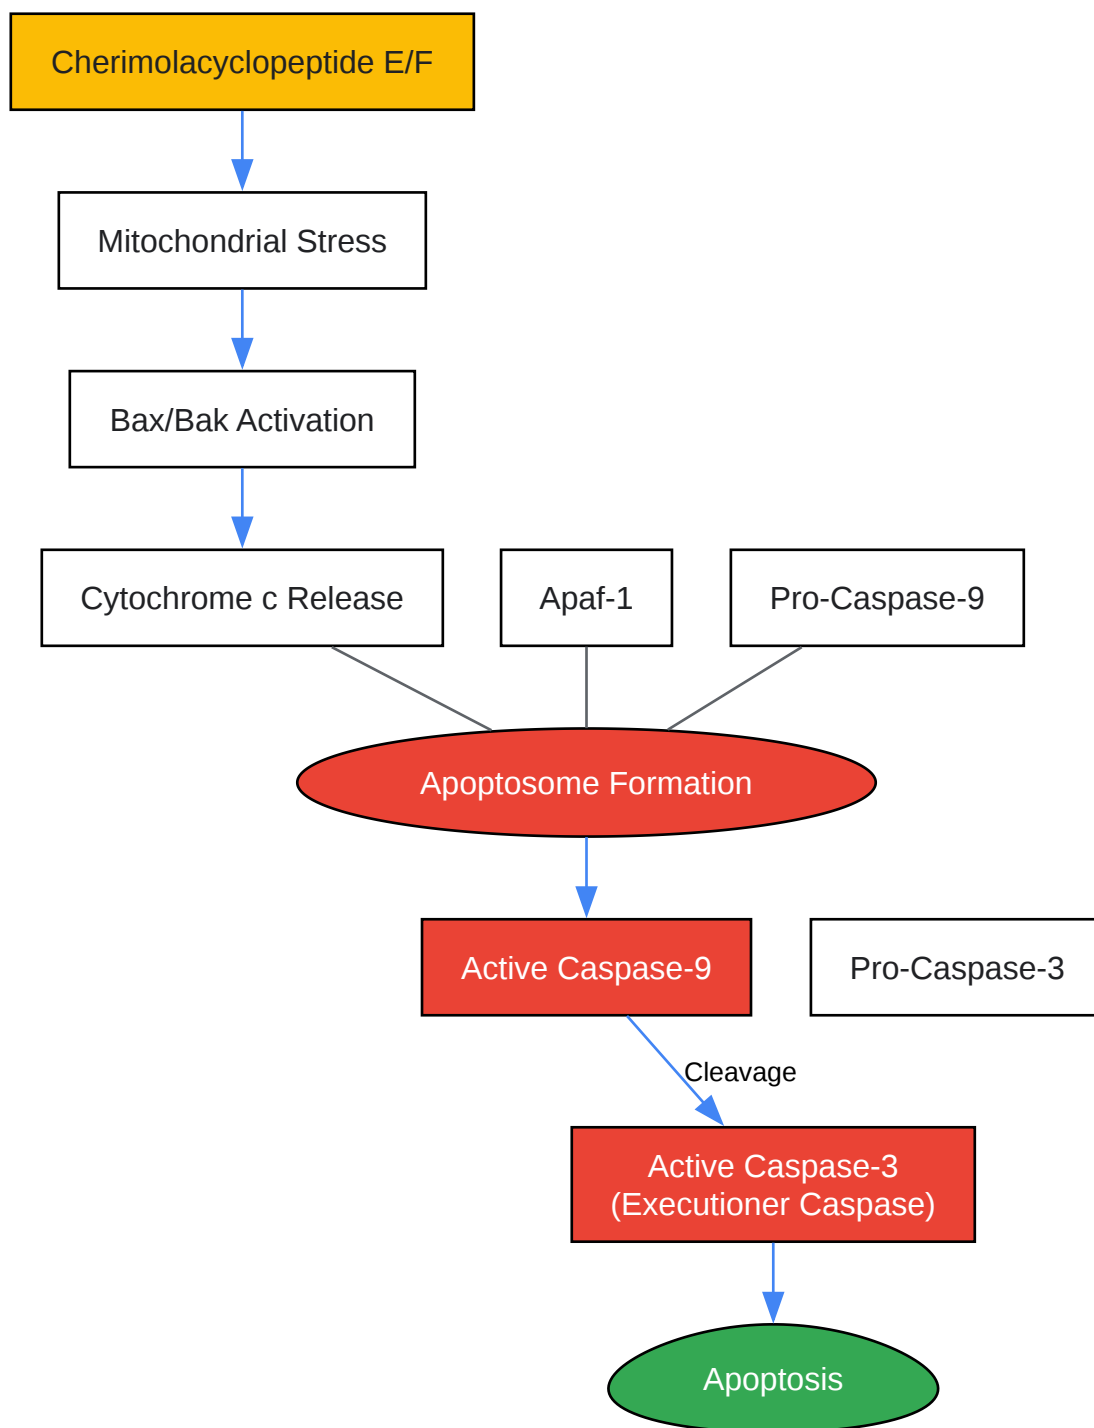 Cherimolacyclopeptide E/F
Mitochondrial Stress
Bax/Bak Activation
Cytochrome c Release
Apaf-1
Pro-Caspase-9
Apoptosome Formation
Active Caspase-9
Pro-Caspase-3
Cleavage
Active Caspase-3
(Executioner Caspase)
Apoptosis